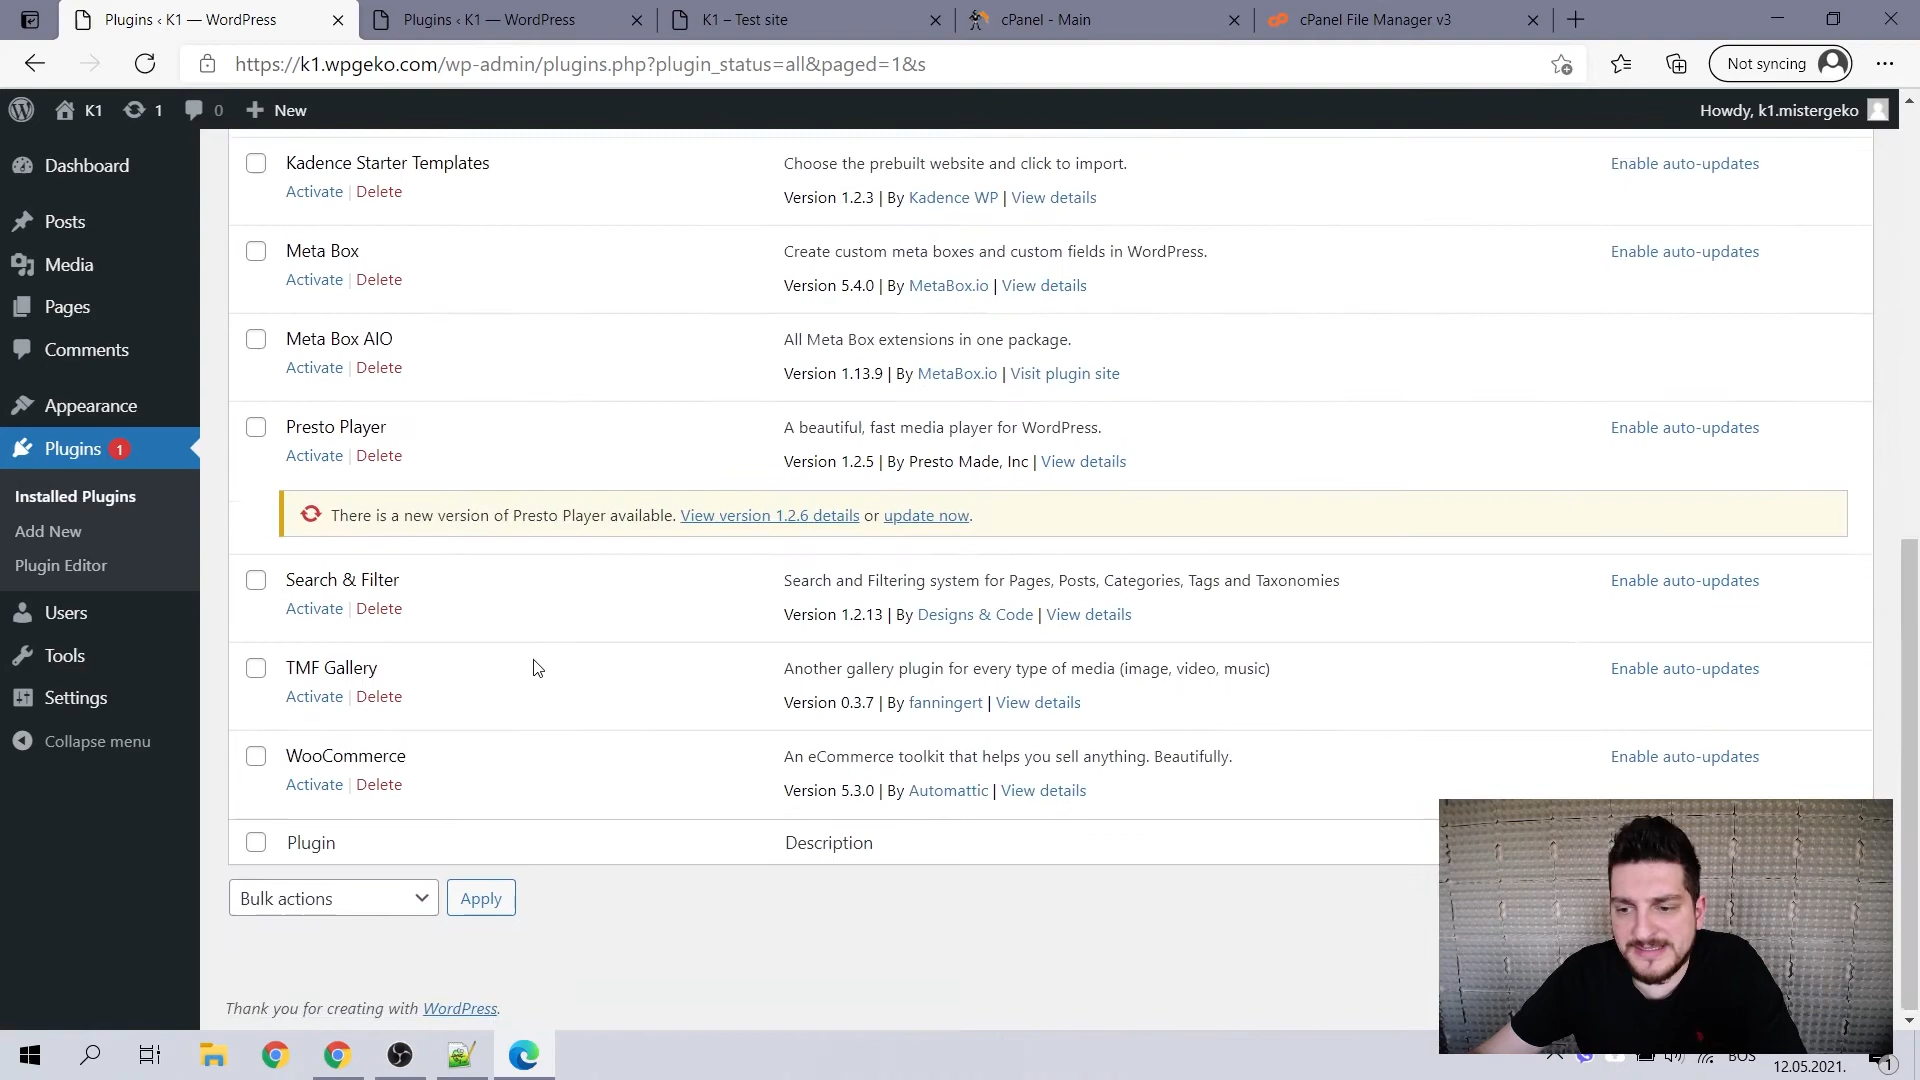 Plugins ‹ K1 — WordPress
Plugins ‹ K1 — WordPress
K1 – Test site
cPanel - Main
cPanel File Manager v3
https://k1.wpgeko.com/wp-admin/plugins.php?plugin_status=all&paged=1&s
Not syncing
K1
1
0
New
Howdy, k1.mistergeko
Dashboard
Posts
Media
Pages
Comments
Appearance
Plugins 1
Installed Plugins
Add New
Plugin Editor
Users
Tools
Settings
Collapse menu
Kadence Starter Templates
Activate | Delete
Choose the prebuilt website and click to import.
Version 1.2.3 | By Kadence WP | View details
Enable auto-updates
Meta Box
Activate | Delete
Create custom meta boxes and custom fields in WordPress.
Version 5.4.0 | By MetaBox.io | View details
Enable auto-updates
Meta Box AIO
Activate | Delete
All Meta Box extensions in one package.
Version 1.13.9 | By MetaBox.io | Visit plugin site
Presto Player
Activate | Delete
A beautiful, fast media player for WordPress.
Version 1.2.5 | By Presto Made, Inc | View details
Enable auto-updates
There is a new version of Presto Player available. View version 1.2.6 details or update now.
Search & Filter
Activate | Delete
Search and Filtering system for Pages, Posts, Categories, Tags and Taxonomies
Version 1.2.13 | By Designs & Code | View details
Enable auto-updates
TMF Gallery
Activate | Delete
Another gallery plugin for every type of media (image, video, music)
Version 0.3.7 | By fanningert | View details
Enable auto-updates
WooCommerce
Activate | Delete
An eCommerce toolkit that helps you sell anything. Beautifully.
Version 5.3.0 | By Automattic | View details
Enable auto-updates
Plugin
Description
Bulk actions
Apply
Thank you for creating with WordPress.
BOS
12.05.2021.
1